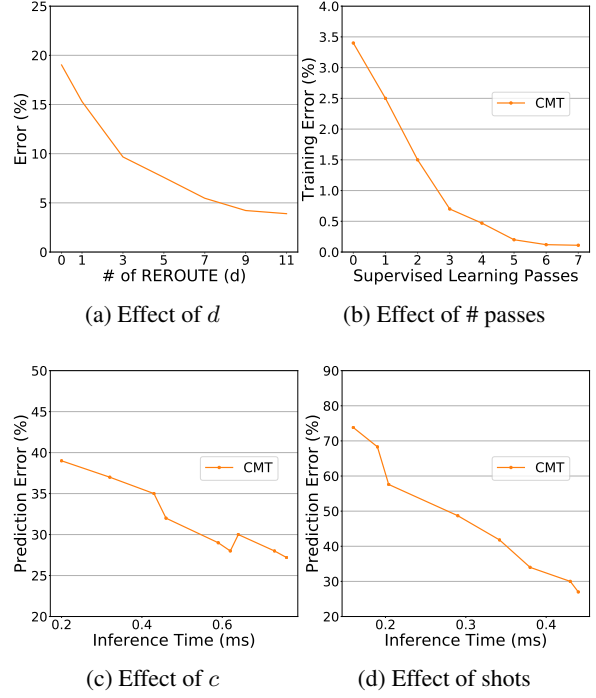 25
20
15
10
5
0
Error (%)
0 1 3 5 7 9 11
# of REROUTE (d)
(a) Effect of d
4.0
3.5
3.0
2.5
2.0
1.5
1.0
0.5
0.0
Training Error (%)
CMT
0 1 2 3 4 5 6 7
Supervised Learning Passes
(b) Effect of # passes
50
45
40
35
30
25
20
Prediction Error (%)
CMT
0.2 0.4 0.6
Inference Time (ms)
(c) Effect of c
90
80
70
60
50
40
30
20
Prediction Error (%)
CMT
0.2 0.3 0.4
Inference Time (ms)
(d) Effect of shots